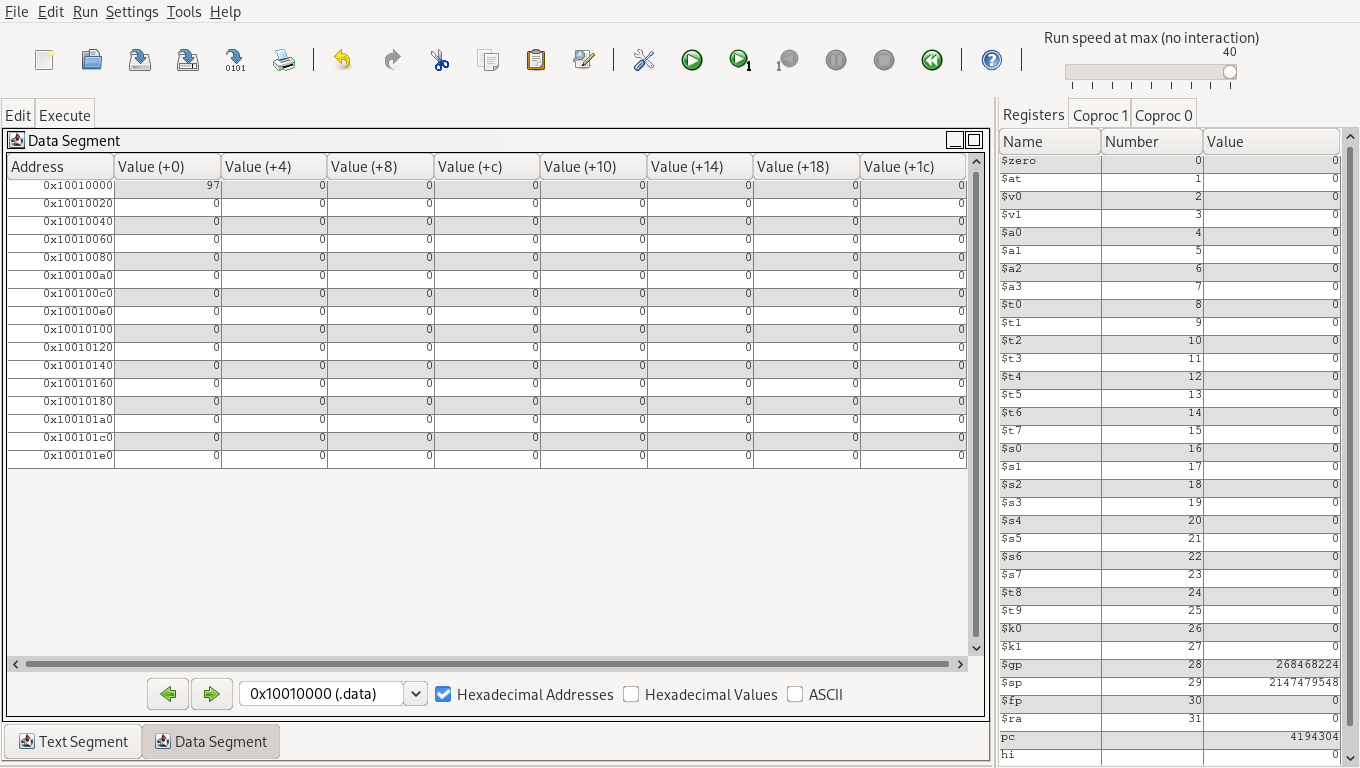 File Edit Run Settings Tools Help
Run speed at max (no interaction)
40
0101
1
1
Edit Execute
Registers Coproc 1 Coproc 0
Data Segment
Address Value (+0) Value (+4) Value (+8) Value (+c) Value (+10) Value (+14) Value (+18) Value (+1c)
0x10010000 97 0 0 0 0 0 0 0
0x10010020 0 0 0 0 0 0 0 0
0x10010040 0 0 0 0 0 0 0 0
0x10010060 0 0 0 0 0 0 0 0
0x10010080 0 0 0 0 0 0 0 0
0x100100a0 0 0 0 0 0 0 0 0
0x100100c0 0 0 0 0 0 0 0 0
0x100100e0 0 0 0 0 0 0 0 0
0x10010100 0 0 0 0 0 0 0 0
0x10010120 0 0 0 0 0 0 0 0
0x10010140 0 0 0 0 0 0 0 0
0x10010160 0 0 0 0 0 0 0 0
0x10010180 0 0 0 0 0 0 0 0
0x100101a0 0 0 0 0 0 0 0 0
0x100101c0 0 0 0 0 0 0 0 0
0x100101e0 0 0 0 0 0 0 0 0
0x10010000 (.data) Hexadecimal Addresses Hexadecimal Values ASCII
Text Segment Data Segment
Name Number Value
$zero 0 0
$at 1 0
$v0 2 0
$v1 3 0
$a0 4 0
$a1 5 0
$a2 6 0
$a3 7 0
$t0 8 0
$t1 9 0
$t2 10 0
$t3 11 0
$t4 12 0
$t5 13 0
$t6 14 0
$t7 15 0
$s0 16 0
$s1 17 0
$s2 18 0
$s3 19 0
$s4 20 0
$s5 21 0
$s6 22 0
$s7 23 0
$t8 24 0
$t9 25 0
$k0 26 0
$k1 27 0
$gp 28 268468224
$sp 29 2147479548
$fp 30 0
$ra 31 0
pc 4194304
hi 0